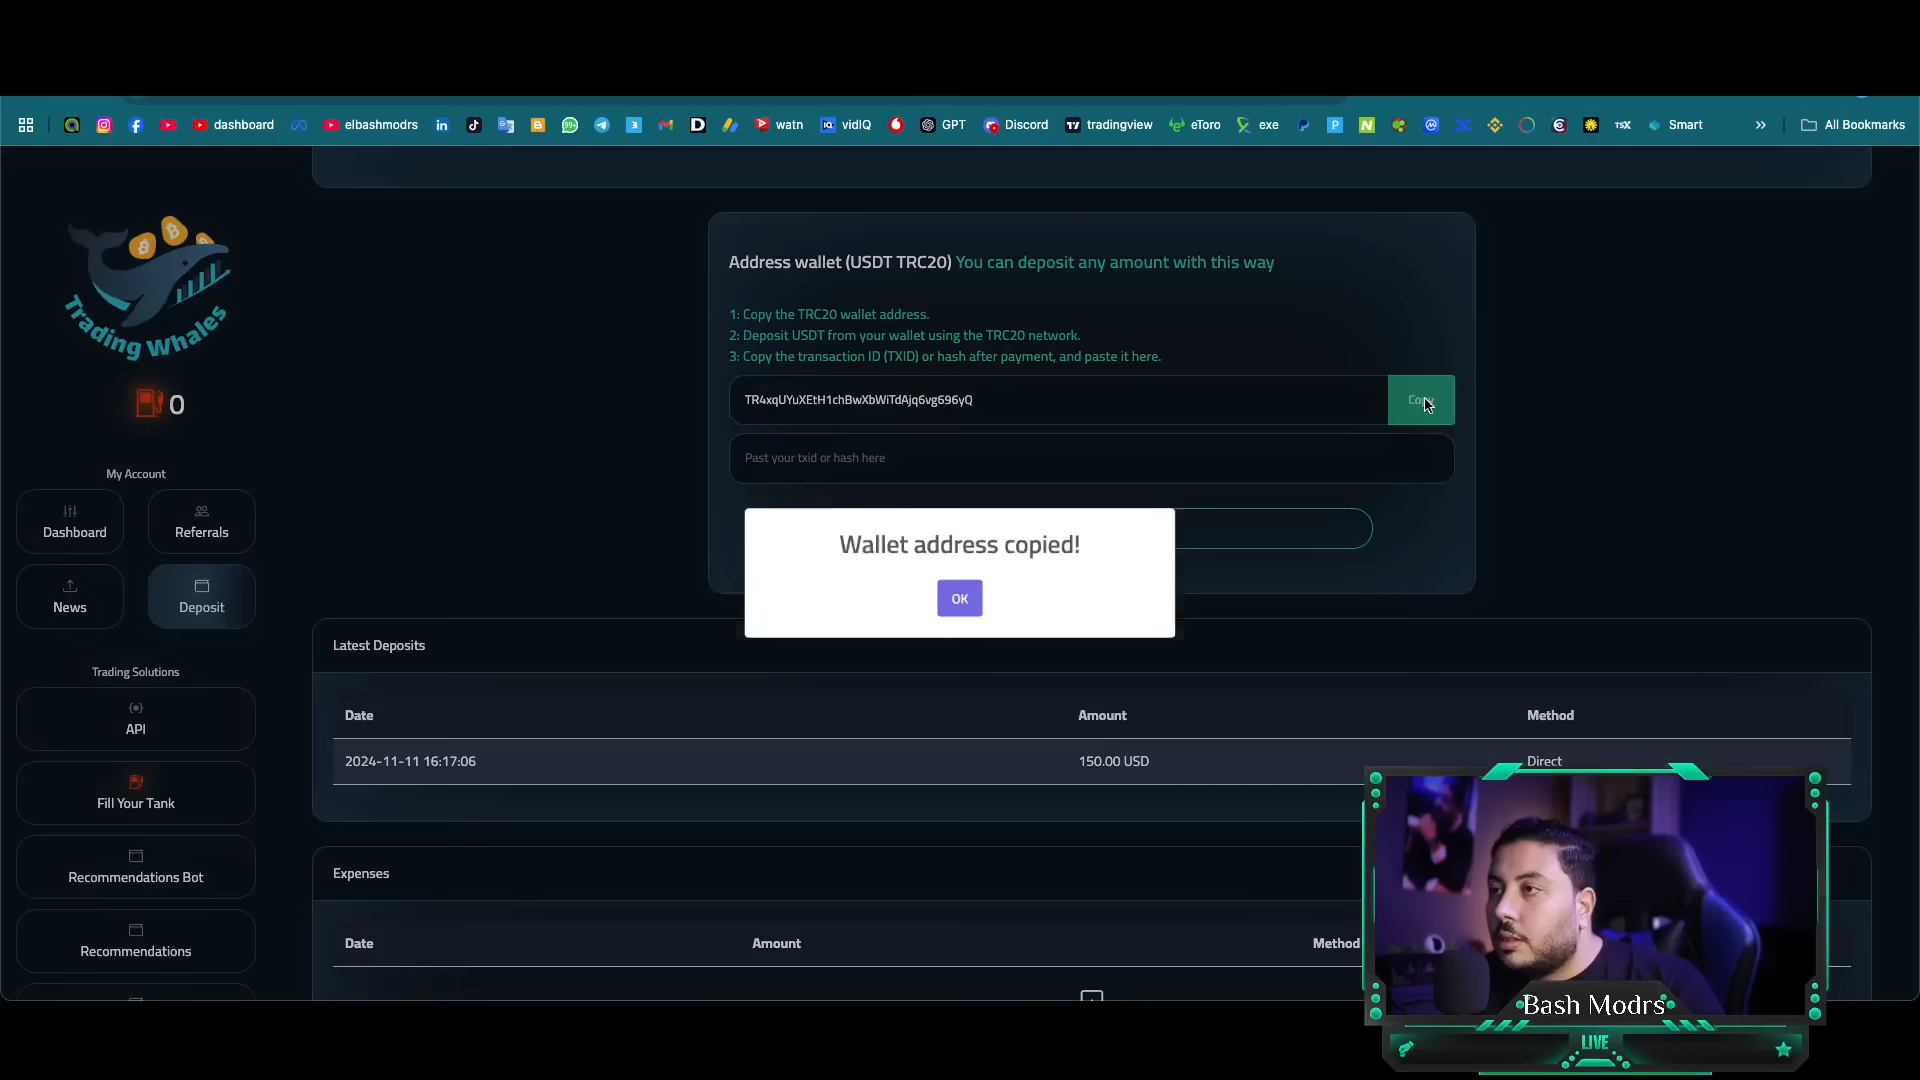 dashboard
elbashmodrs
99+
watn
vidIQ
GPT
Discord
tradingview
eToro
exe
TSX
Smart
All Bookmarks
Trading Whales
0
My Account
Dashboard
Referrals
News
Deposit
Trading Solutions
API
Fill Your Tank
Recommendations Bot
Recommendations
Address wallet (USDT TRC20) You can deposit any amount with this way
1: Copy the TRC20 wallet address.
2: Deposit USDT from your wallet using the TRC20 network.
3: Copy the transaction ID (TXID) or hash after payment, and paste it here.
TR4xqUYuXEtH1chBwXbWiTdAjq6vg696yQ
Copy
Past your txid or hash here
Wallet address copied!
OK
Latest Deposits
Date Amount Method
2024-11-11 16:17:06 150.00 USD Direct
Expenses
Date Amount Method
Bash Modrs
LIVE